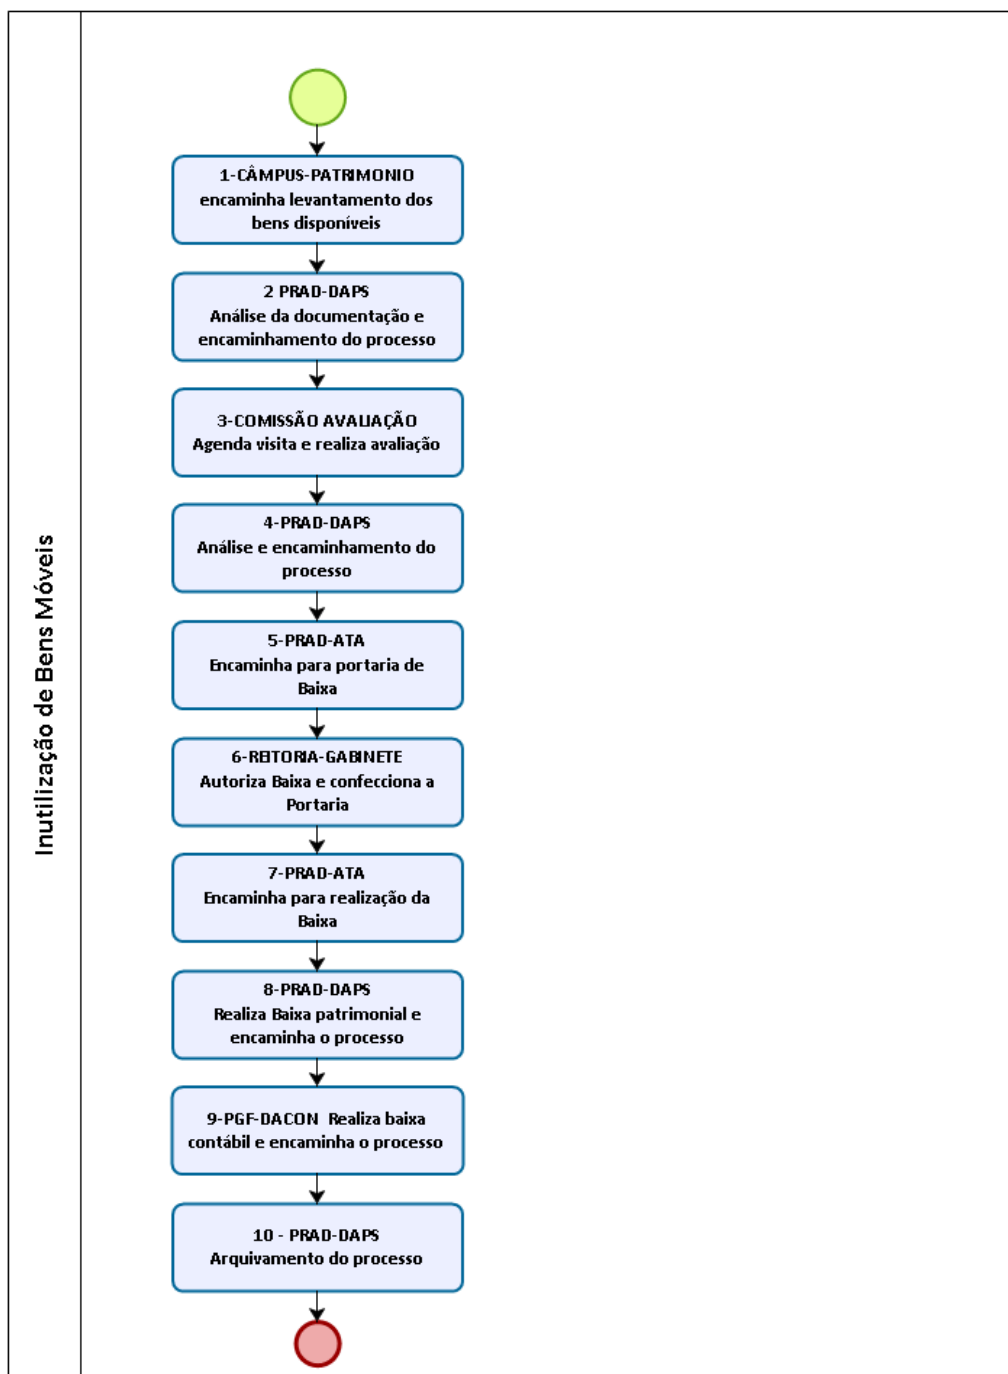 Inutilização de Bens Móveis
1-CÂMPUS-PATRIMONIO
encaminha levantamento dos
bens disponíveis
2 PRAD-DAPS
Análise da documentação e
encaminhamento do processo
3-COMISSÃO AVALIAÇÃO
Agenda visita e realiza avaliação
4-PRAD-DAPS
Análise e encaminhamento do
processo
5-PRAD-ATA
Encaminha para portaria de
Baixa
6-REITORIA-GABINETE
Autoriza Baixa e confecciona a
Portaria
7-PRAD-ATA
Encaminha para realização da
Baixa
8-PRAD-DAPS
Realiza Baixa patrimonial e
encaminha o processo
9-PGF-DACON Realiza baixa
contábil e encaminha o processo
10 - PRAD-DAPS
Arquivamento do processo